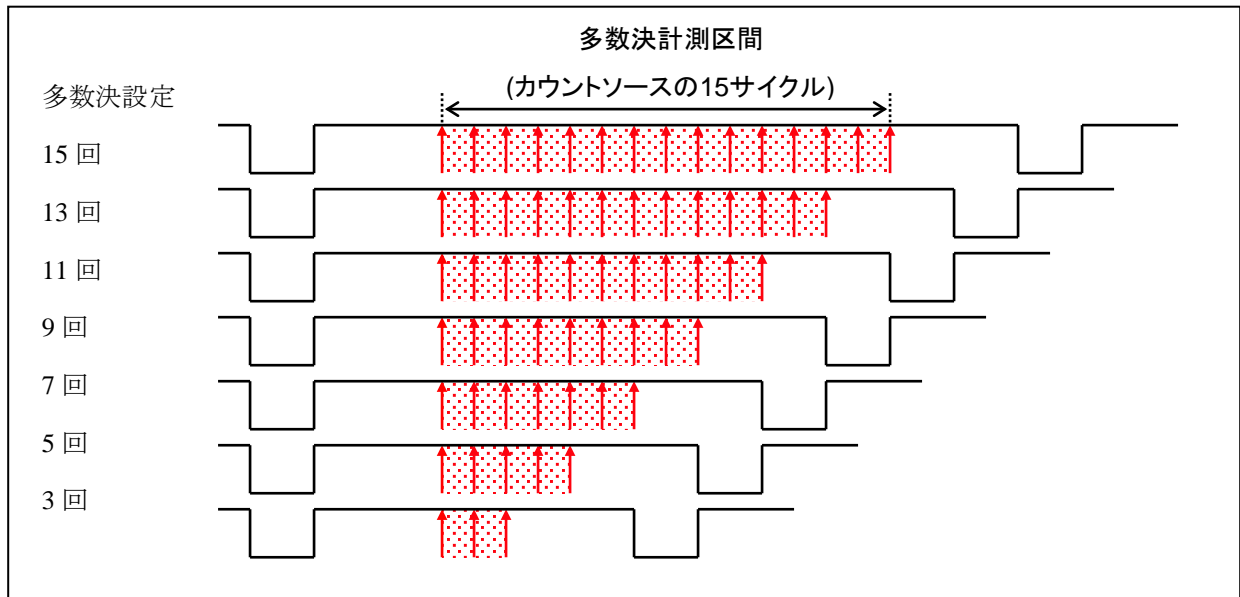 多数決計測区間
(カウントソースの15サイクル)
多数決設定
15 回
13 回
11 回
9 回
7 回
5 回
3 回